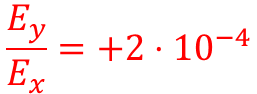 E_y/E_x = +2 · 10⁻⁴